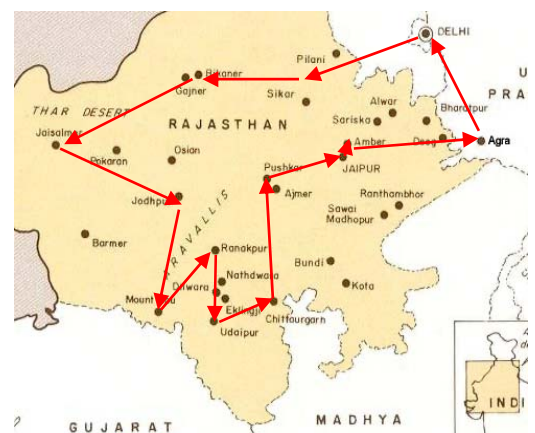 DELHI
Pilani
Bikaner
Gajner
Sikar
U
PRA
THAR DESERT
RAJASTHAN
Alwar
Sariska
Bharatpur
Deeg
Agra
Jaisalmer
Pokaran
Osian
Amber
JAIPUR
Pushkar
Ajmer
Ranthambhor
Sawai
Madhopur
Jodhpur
ARAVALLIS
Barmer
Ranakpur
Nathdwara
Dilwara
Eklingji
Bundi
Kota
Mount
Udaipur
Chittaurgarh
INDI
GUJARAT
MADHYA